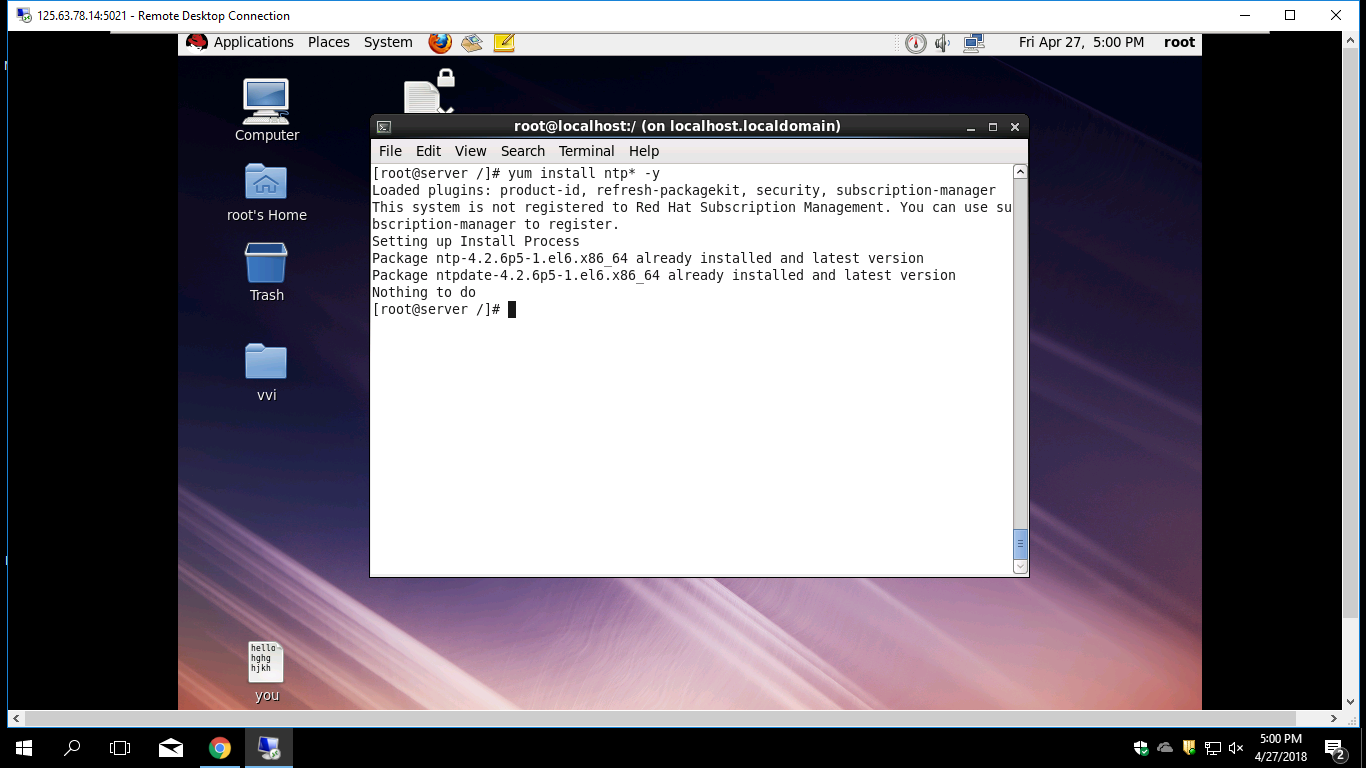 125.63.78.14:5021 - Remote Desktop Connection
Applications Places System Fri Apr 27, 5:00 PM root
Computer
root's Home
Trash
vvi
hello
hghg
hjkh
you
root@localhost:/ (on localhost.localdomain)
File Edit View Search Terminal Help
[root@server /]# yum install ntp* -y
Loaded plugins: product-id, refresh-packagekit, security, subscription-manager
This system is not registered to Red Hat Subscription Management. You can use su
bscription-manager to register.
Setting up Install Process
Package ntp-4.2.6p5-1.el6.x86_64 already installed and latest version
Package ntpdate-4.2.6p5-1.el6.x86_64 already installed and latest version
Nothing to do
[root@server /]#
5:00 PM
4/27/2018
2